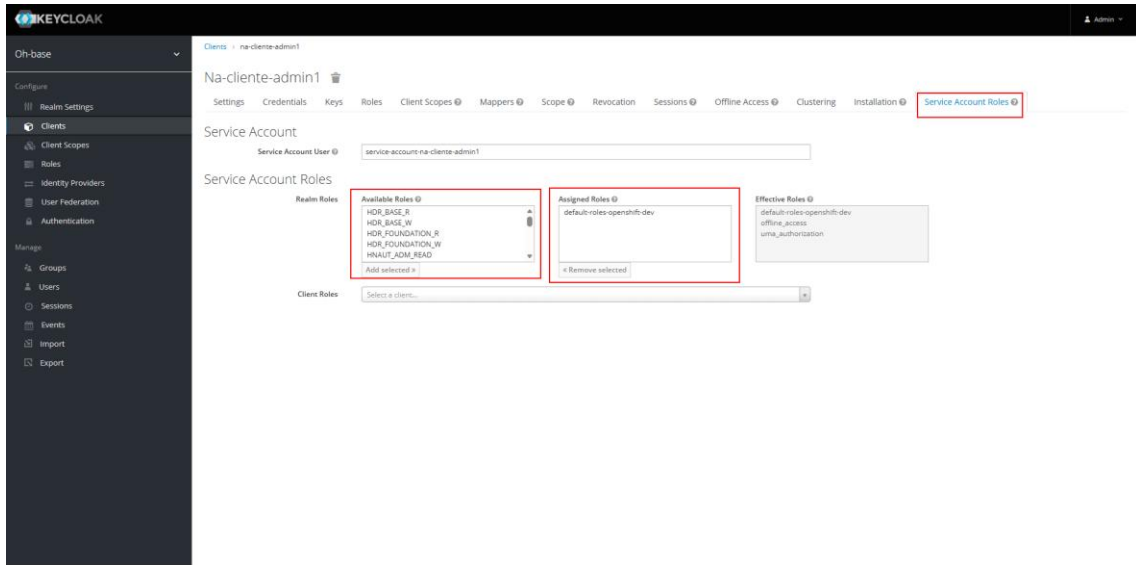 KEYCLOAK
Admin
Oh-base
Clients > na-cliente-admin1
Na-cliente-admin1
Settings Credentials Keys Roles Client Scopes Mappers Scope Revocation Sessions Offline Access Clustering Installation Service Account Roles
Configure
Realm Settings
Clients
Client Scopes
Roles
Identity Providers
User Federation
Authentication
Manage
Groups
Users
Sessions
Events
Import
Export
Service Account
Service Account User service-account-na-cliente-admin1
Service Account Roles
Realm Roles
Available Roles
HDR_BASE_R
HDR_BASE_W
HDR_FOUNDATION_R
HDR_FOUNDATION_W
HNAUT_ADM_READ
Add selected »
Assigned Roles
default-roles-openshift-dev
« Remove selected
Effective Roles
default-roles-openshift-dev
offline_access
uma_authorization
Client Roles Select a client...